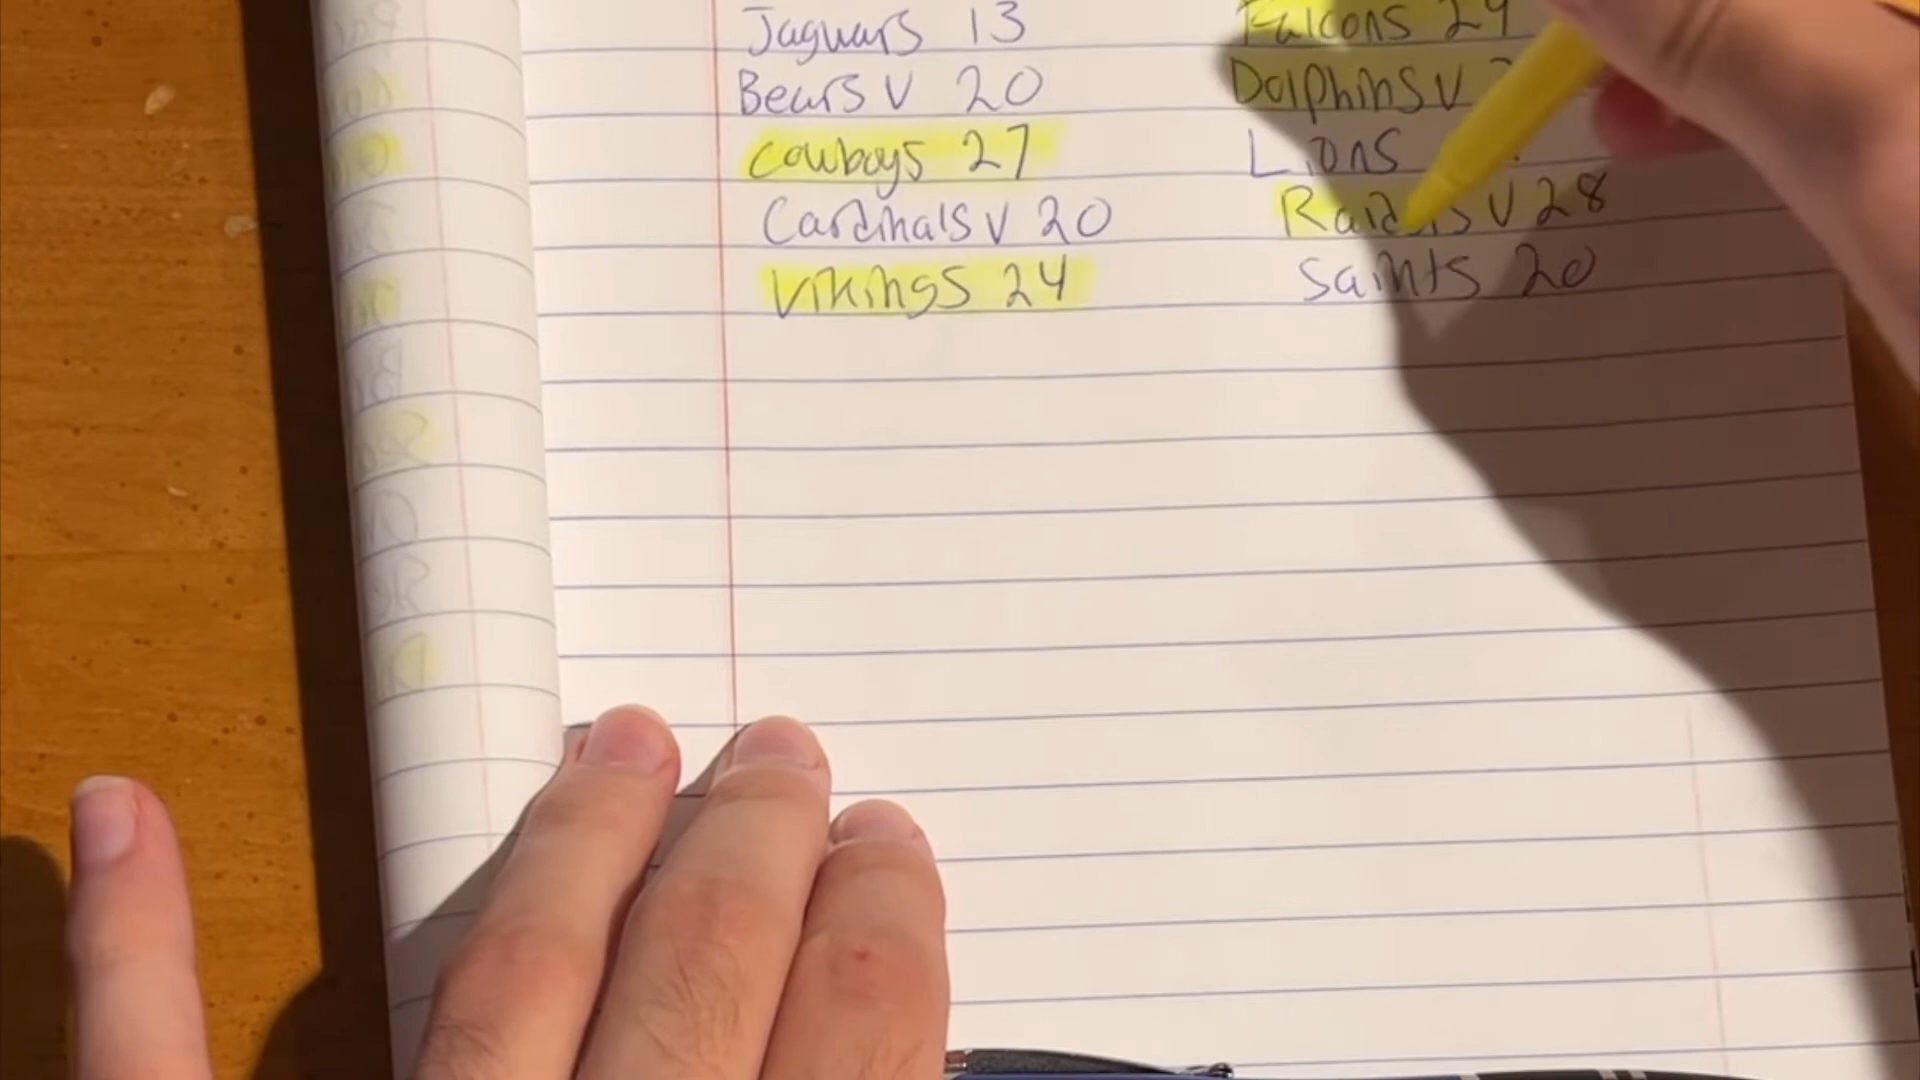 Jaguars 13 Falcons 24
Bears V 20 Dolphins V
Cowboys 27 Lions
Cardinals V 20 Raiders V 28
Vikings 24 Saints 20